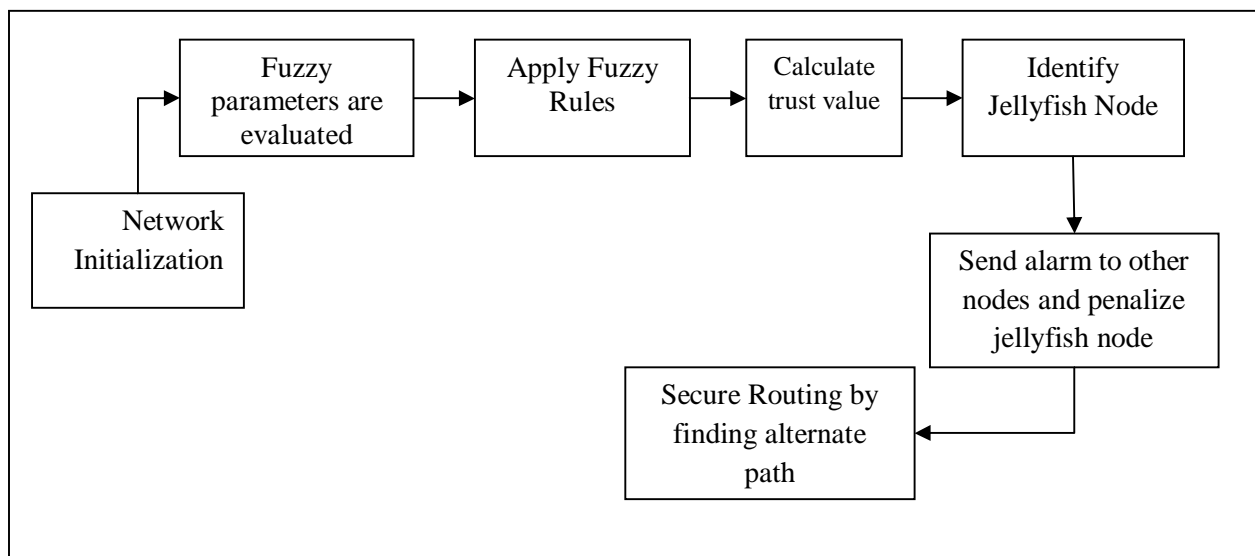 Network
Initialization
Fuzzy
parameters are
evaluated
Apply Fuzzy
Rules
Calculate
trust value
Identify
Jellyfish Node
Send alarm to other
nodes and penalize
jellyfish node
Secure Routing by
finding alternate
path